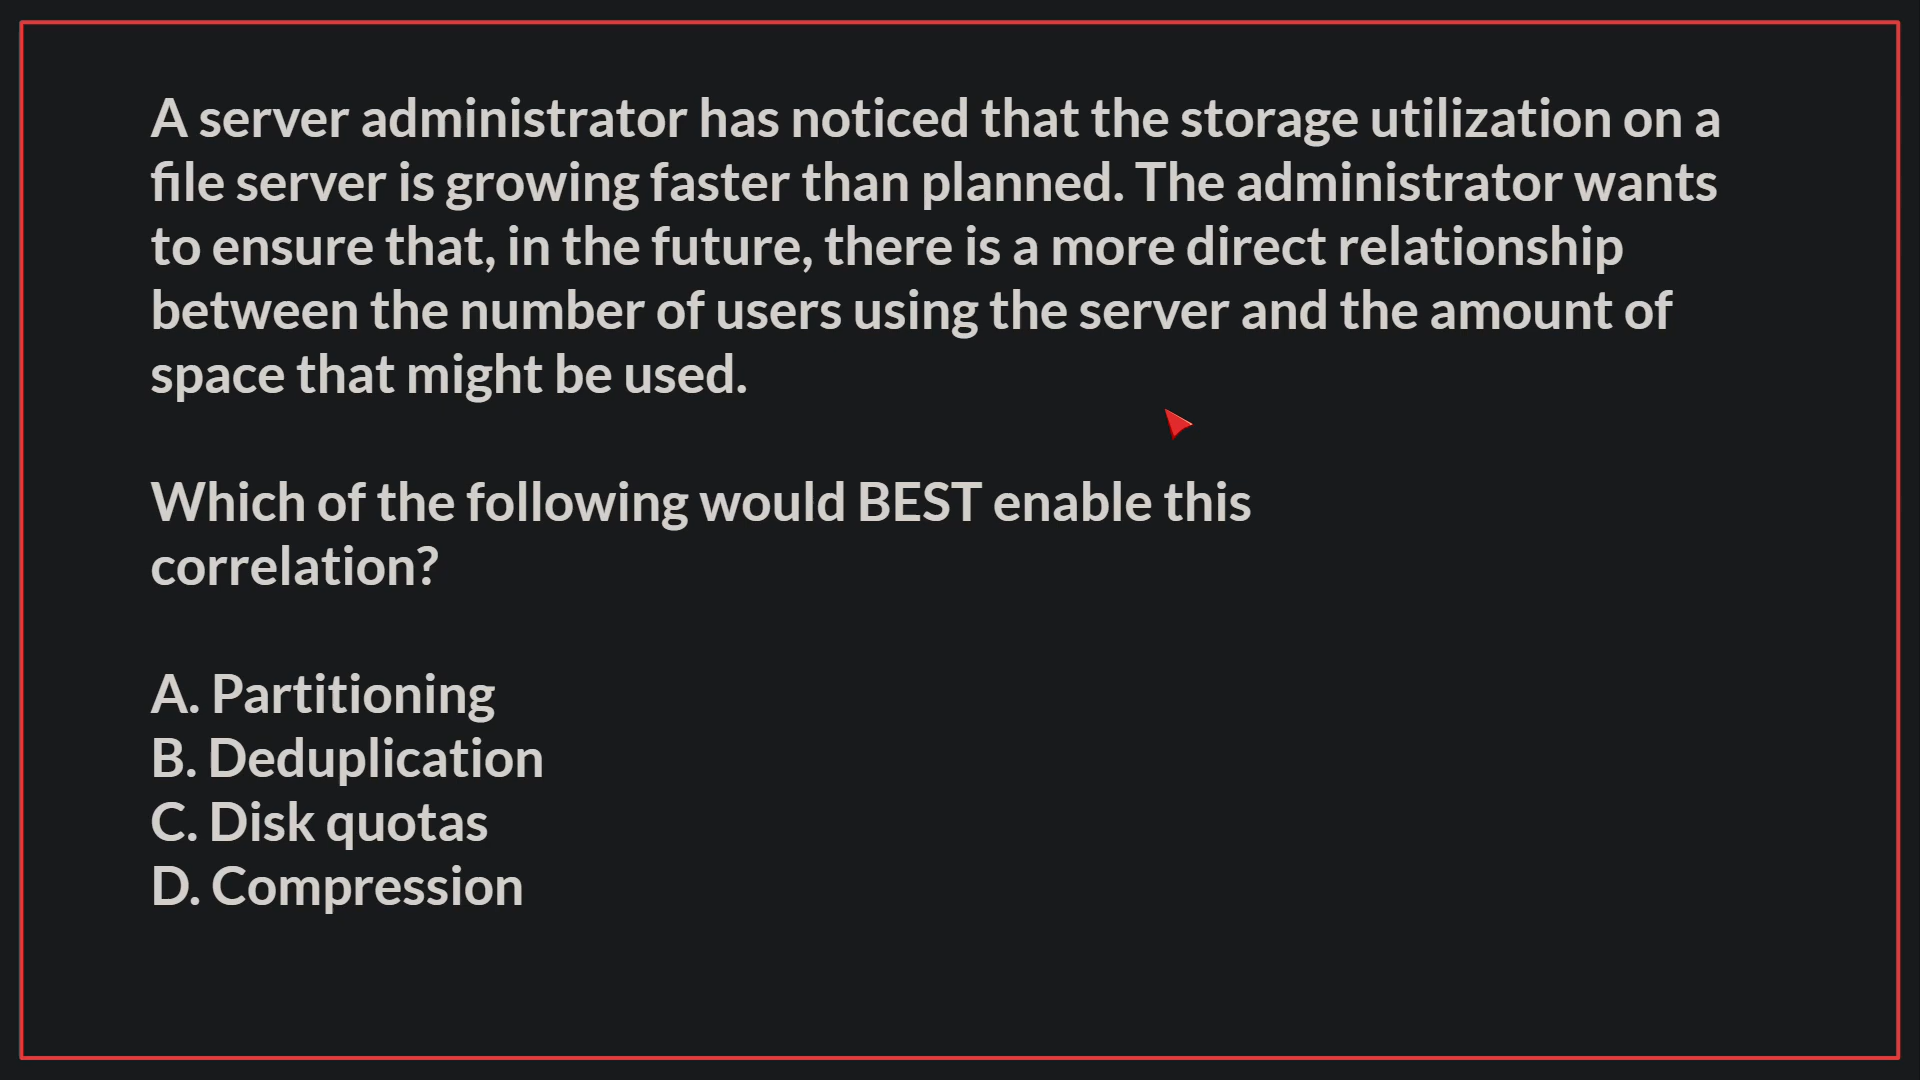 A server administrator has noticed that the storage utilization on a
file server is growing faster than planned. The administrator wants
to ensure that, in the future, there is a more direct relationship
between the number of users using the server and the amount of
space that might be used.
Which of the following would BEST enable this
correlation?
A. Partitioning
B. Deduplication
C. Disk quotas
D. Compression